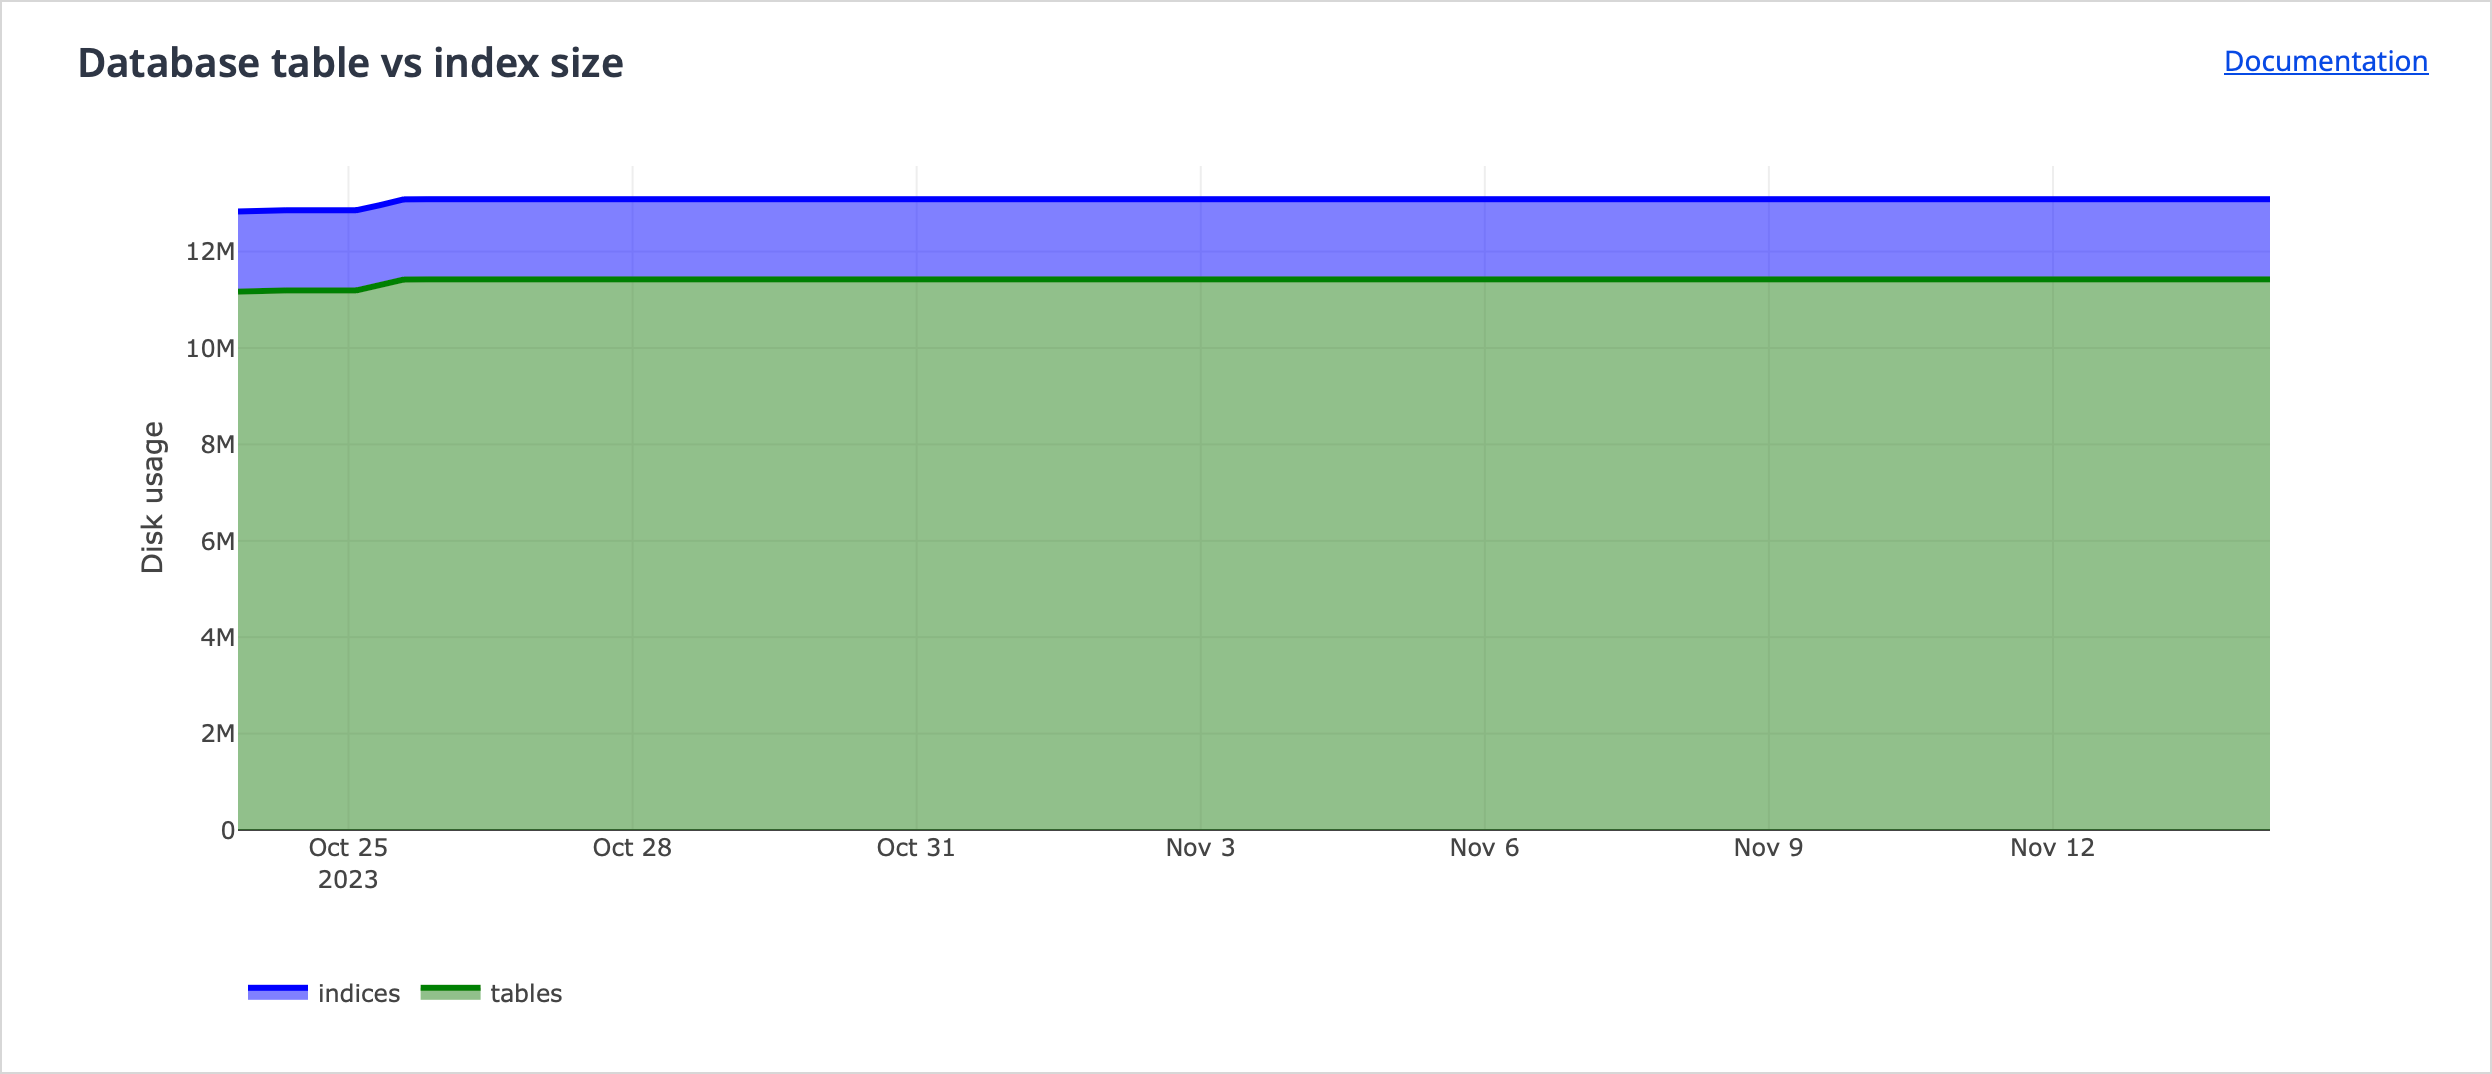 Database table vs index size
Documentation
12M
10M
8M
6M
4M
2M
0
Disk usage
Oct 25
2023
Oct 28
Oct 31
Nov 3
Nov 6
Nov 9
Nov 12
indices
tables